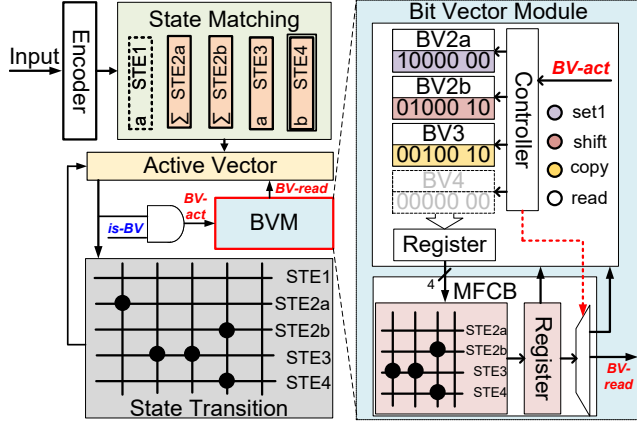 State Matching
Input
Encoder
a STE1
∑ STE2a
∑ STE2b
a STE3
b STE4
Active Vector
BV-read
BV-act
is-BV
BVM
STE1
STE2a
STE2b
STE3
STE4
State Transition
Bit Vector Module
BV2a
10000 00
BV2b
01000 10
BV3
00100 10
BV4
00000 00
Controller
BV-act
set1
shift
copy
read
Register
4
MFCB
STE2a
STE2b
STE3
STE4
Register
BV-read